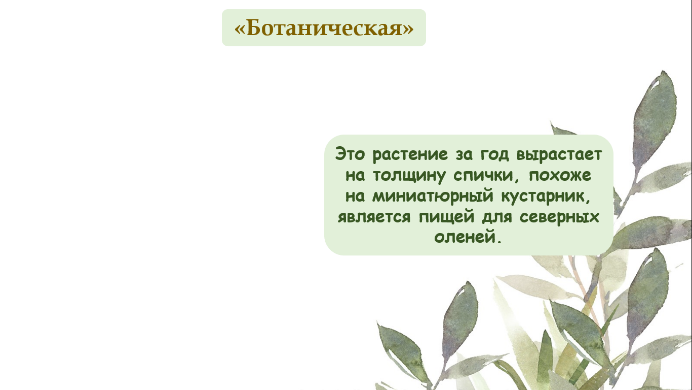 «Ботаническая»
Это растение за год вырастает
на толщину спички, похоже
на миниатюрный кустарник,
является пищей для северных
оленей.